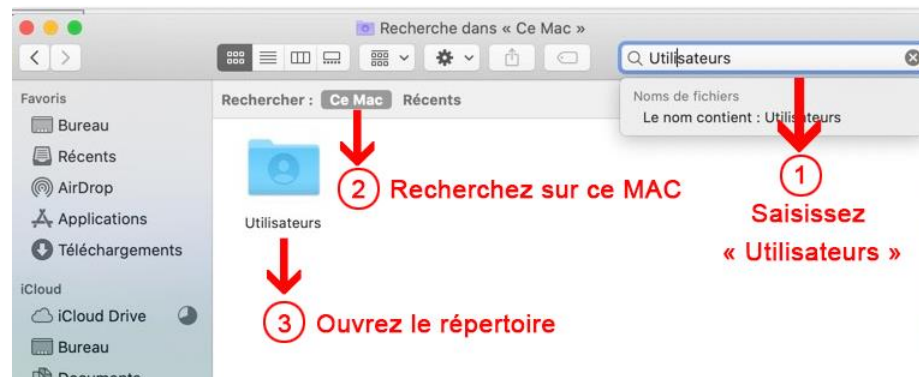 Recherche dans « Ce Mac »
Utilisateurs
Favoris
Rechercher : Ce Mac Récents
Noms de fichiers
Le nom contient : Utilisateurs
Bureau
Récents
AirDrop
Applications
Téléchargements
2 Recherchez sur ce MAC
1
Saisissez
« Utilisateurs »
Utilisateurs
iCloud
iCloud Drive
Bureau
Documents
3 Ouvrez le répertoire